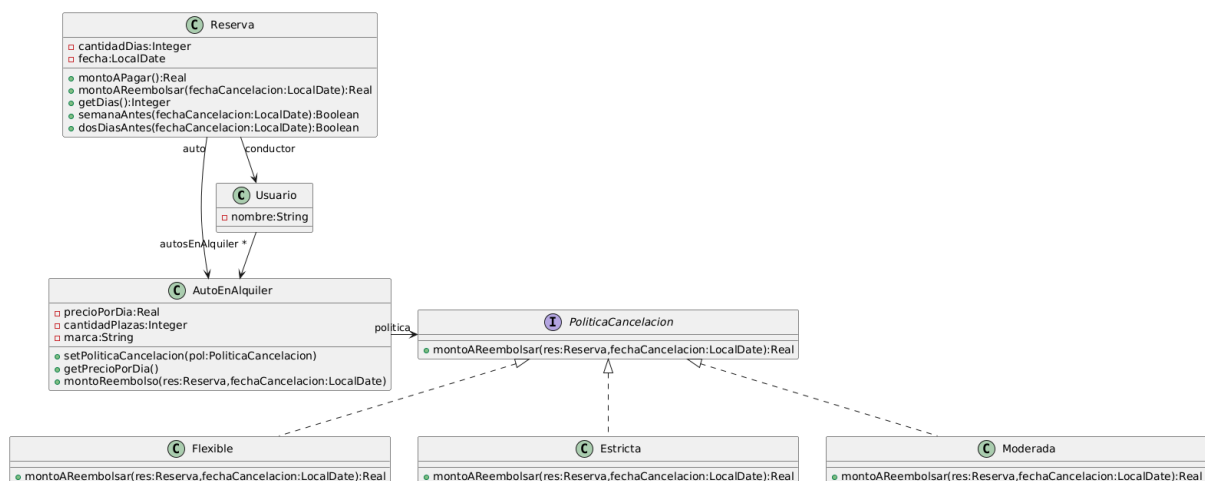 C Reserva
cantidadDias:Integer
fecha:LocalDate
montoAPagar():Real
montoAReembolsar(fechaCancelacion:LocalDate):Real
getDias():Integer
semanaAntes(fechaCancelacion:LocalDate):Boolean
dosDiasAntes(fechaCancelacion:LocalDate):Boolean
auto
conductor
C Usuario
nombre:String
autosEnAlquiler *
C AutoEnAlquiler
precioPorDia:Real
cantidadPlazas:Integer
marca:String
setPoliticaCancelacion(pol:PoliticaCancelacion)
getPrecioPorDia()
montoReembolso(res:Reserva,fechaCancelacion:LocalDate)
politica
I PoliticaCancelacion
montoAReembolsar(res:Reserva,fechaCancelacion:LocalDate):Real
C Flexible
montoAReembolsar(res:Reserva,fechaCancelacion:LocalDate):Real
C Estricta
montoAReembolsar(res:Reserva,fechaCancelacion:LocalDate):Real
C Moderada
montoAReembolsar(res:Reserva,fechaCancelacion:LocalDate):Real